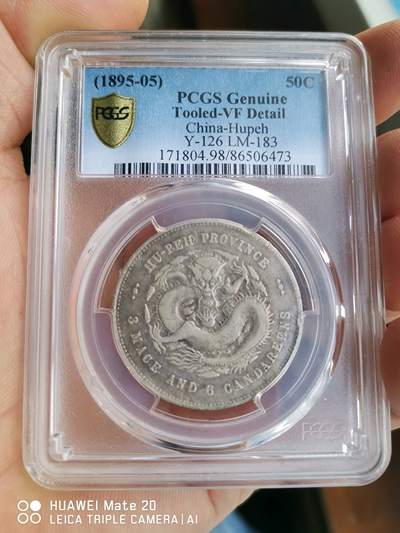 (1895-05) 50C
PCGS Genuine
Tooled-VF Detail
China-Hupeh
Y-126 LM-183
171804.98/86506473
PCGS
HU-PEH PROVINCE
3 MACE AND 6 CANDAREENS
PCGS
HUAWEI Mate 20
LEICA TRIPLE CAMERA | AI